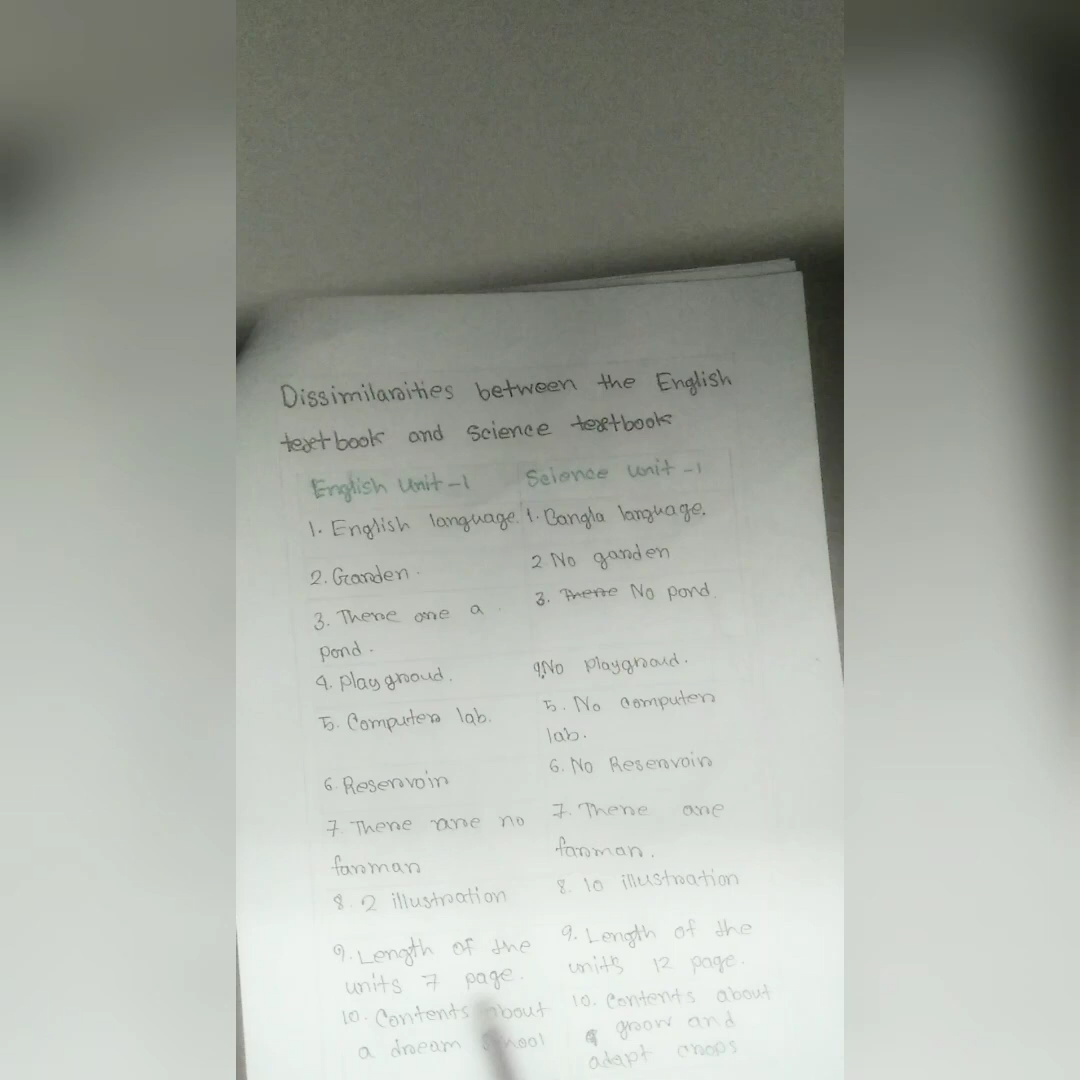 Dissimilarities between the English
textbook and Science textbook
English Unit-1
Science Unit-1
1. English language.
1. Bangla language.
2. Garden.
2 No garden
3. There are a
pond.
3. There No pond.
4. Playgroud.
4. No Playgroud.
5. Computer lab.
5. No computer
lab.
6. Reservoir
6. No Reservoir
7. There are no
farmar
7. There are
farmar.
8. 2 illustration
8. 10 illustration
9. Length of the
units 7 page.
9. Length of the
units 12 page.
10. Contents about
a dream
10. Contents about
grow and
adapt crops